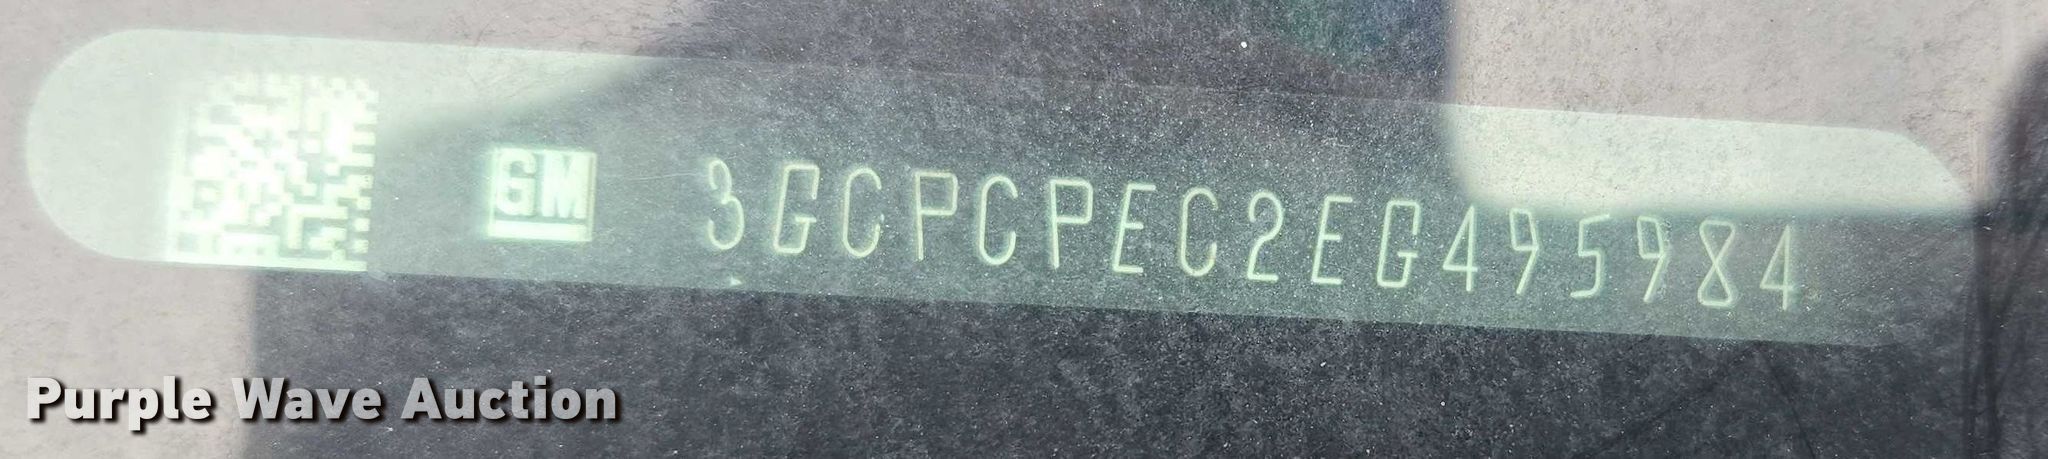 GM 3GCPCPEC2EG495984
Purple Wave Auction